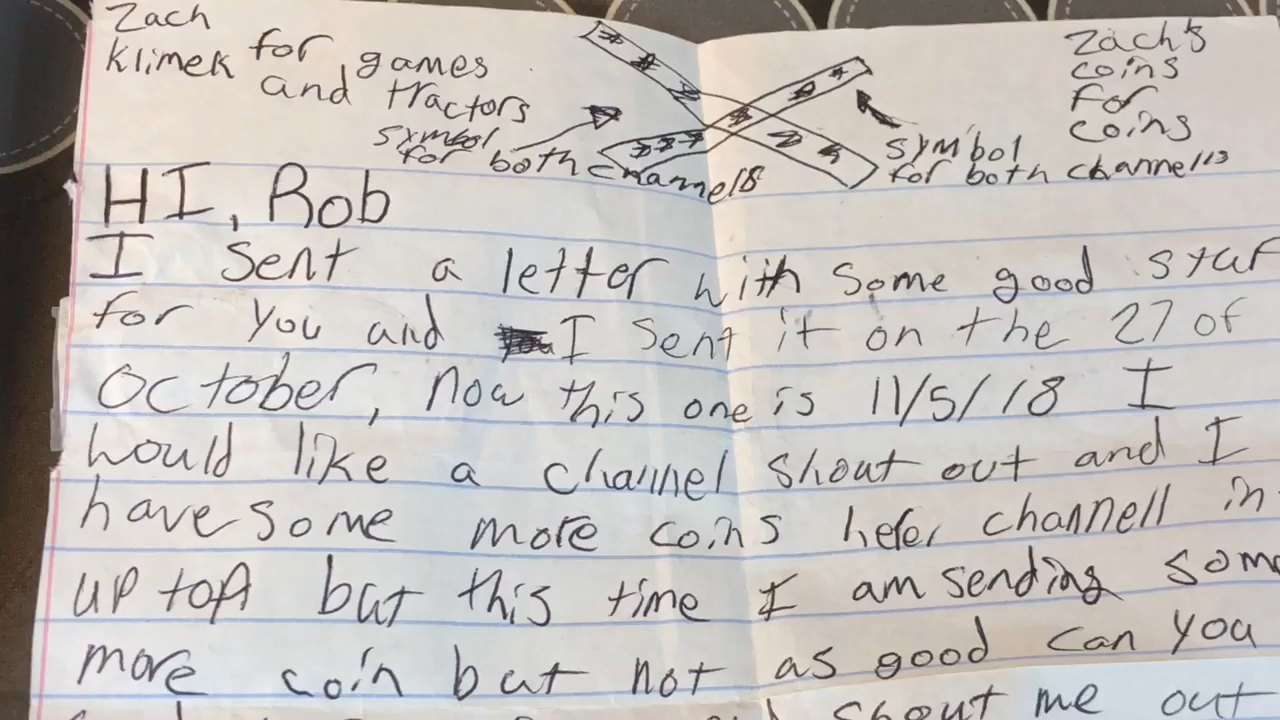 Zach
Klimek for games
and tractors
symbol
for both channels
Zach's
coins
For
coins
symbol
for both channells
HI, Rob
I sent a letter with some good stuf
for you and I sent it on the 27 of
October, now this one is 11/5/18 I
would like a channel shout out and I
have some more coins here, channell in
up top but this time I am sending som
more coin but not as good can you
shout me out